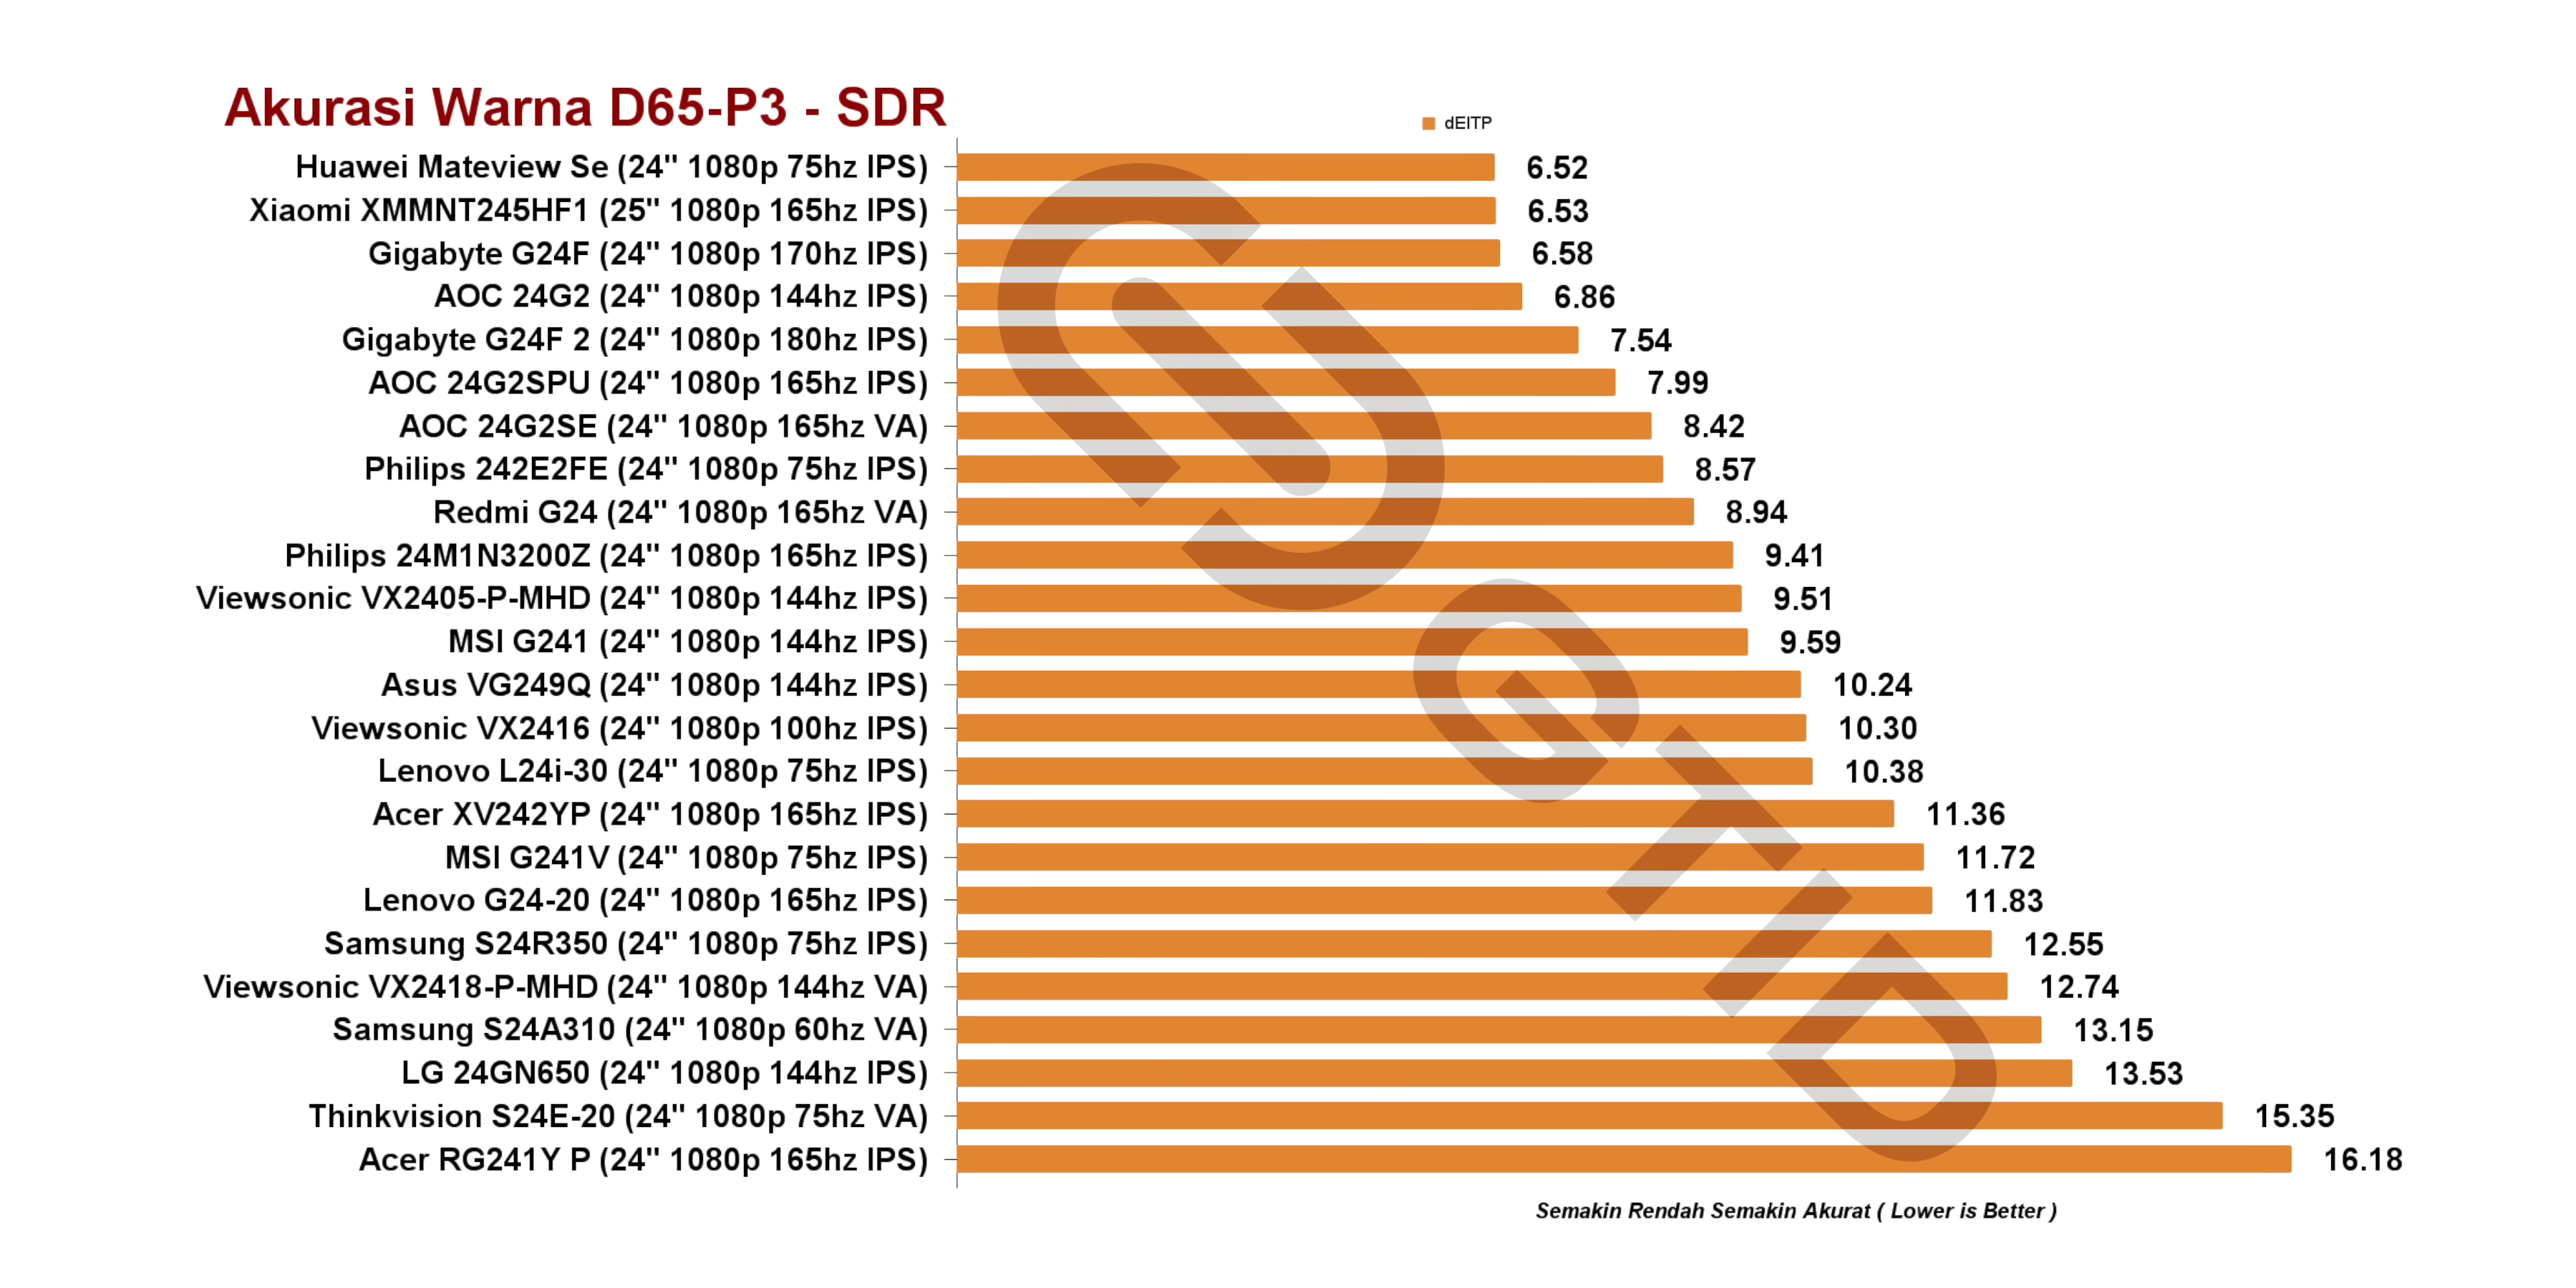 Akurasi Warna D65-P3 - SDR
dEITP
Huawei Mateview Se (24" 1080p 75hz IPS) 6.52
Xiaomi XMMNT245HF1 (25" 1080p 165hz IPS) 6.53
Gigabyte G24F (24" 1080p 170hz IPS) 6.58
AOC 24G2 (24" 1080p 144hz IPS) 6.86
Gigabyte G24F 2 (24" 1080p 180hz IPS) 7.54
AOC 24G2SPU (24" 1080p 165hz IPS) 7.99
AOC 24G2SE (24" 1080p 165hz VA) 8.42
Philips 242E2FE (24" 1080p 75hz IPS) 8.57
Redmi G24 (24" 1080p 165hz VA) 8.94
Philips 24M1N3200Z (24" 1080p 165hz IPS) 9.41
Viewsonic VX2405-P-MHD (24" 1080p 144hz IPS) 9.51
MSI G241 (24" 1080p 144hz IPS) 9.59
Asus VG249Q (24" 1080p 144hz IPS) 10.24
Viewsonic VX2416 (24" 1080p 100hz IPS) 10.30
Lenovo L24i-30 (24" 1080p 75hz IPS) 10.38
Acer XV242YP (24" 1080p 165hz IPS) 11.36
MSI G241V (24" 1080p 75hz IPS) 11.72
Lenovo G24-20 (24" 1080p 165hz IPS) 11.83
Samsung S24R350 (24" 1080p 75hz IPS) 12.55
Viewsonic VX2418-P-MHD (24" 1080p 144hz VA) 12.74
Samsung S24A310 (24" 1080p 60hz VA) 13.15
LG 24GN650 (24" 1080p 144hz IPS) 13.53
Thinkvision S24E-20 (24" 1080p 75hz VA) 15.35
Acer RG241Y P (24" 1080p 165hz IPS) 16.18
Semakin Rendah Semakin Akurat ( Lower is Better )
GTID